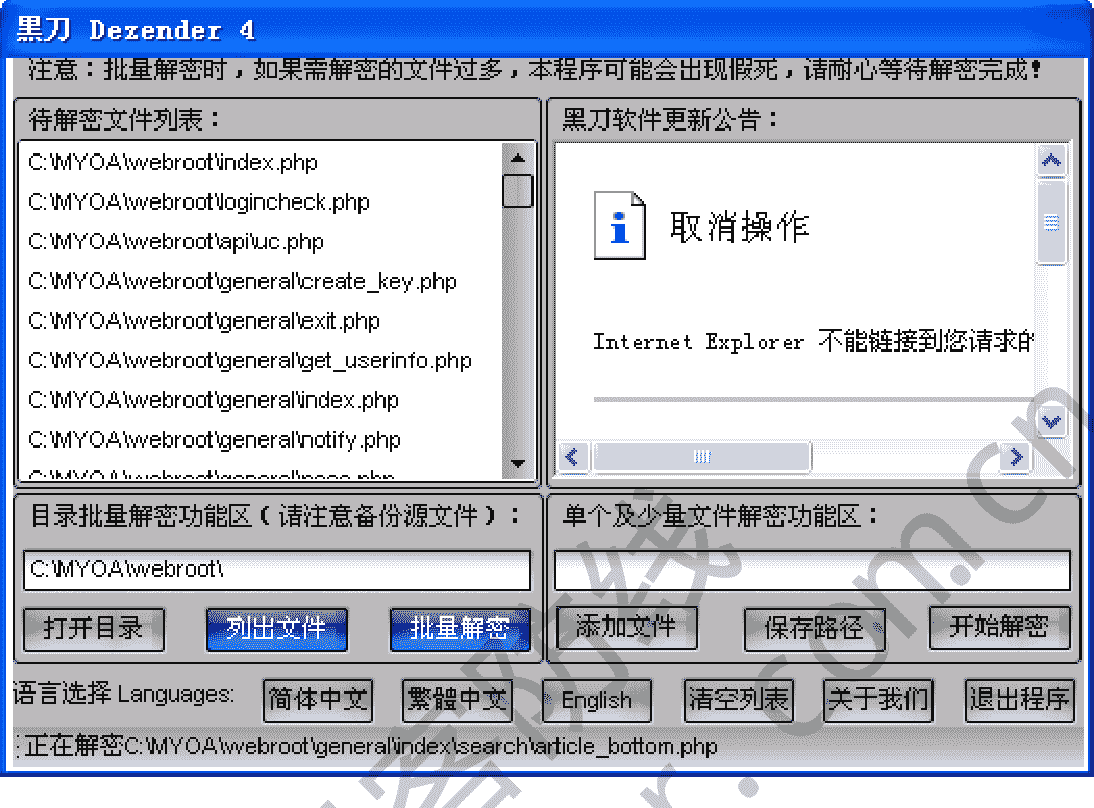 黑刀 Dezender 4
注意：批量解密时，如果需解密的文件过多，本程序可能会出现假死，请耐心等待解密完成！
待解密文件列表：
C:\MYOA\webroot\index.php
C:\MYOA\webroot\logincheck.php
C:\MYOA\webroot\api\uc.php
C:\MYOA\webroot\general\create_key.php
C:\MYOA\webroot\general\exit.php
C:\MYOA\webroot\general\get_userinfo.php
C:\MYOA\webroot\general\index.php
C:\MYOA\webroot\general\notify.php
黑刀软件更新公告：
取消操作
Internet Explorer 不能链接到您请求的
目录批量解密功能区（请注意备份源文件）：
C:\MYOA\webroot\
打开目录 列出文件 批量解密
单个及少量文件解密功能区：
添加文件 保存路径 开始解密
语言选择 Languages: 简体中文 繁體中文 English 清空列表 关于我们 退出程序
正在解密C:\MYOA\webroot\general\index\search\article_bottom.php
客防线
r.com.cn